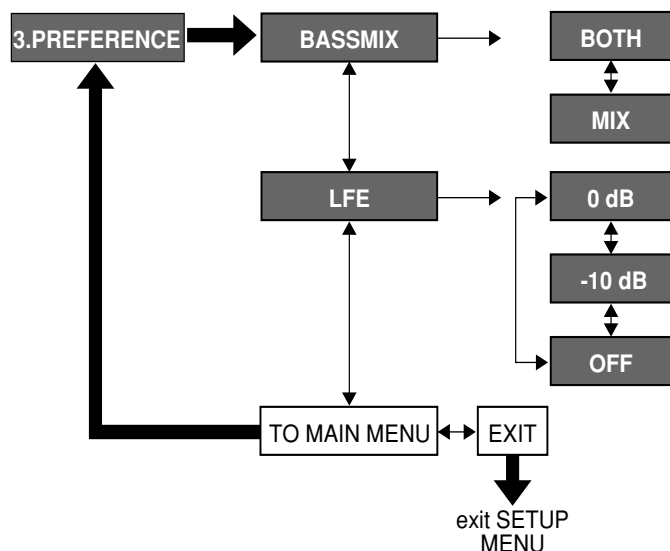 3.PREFERENCE
BASSMIX
BOTH
MIX
LFE
0 dB
-10 dB
OFF
TO MAIN MENU
EXIT
exit SETUP
MENU